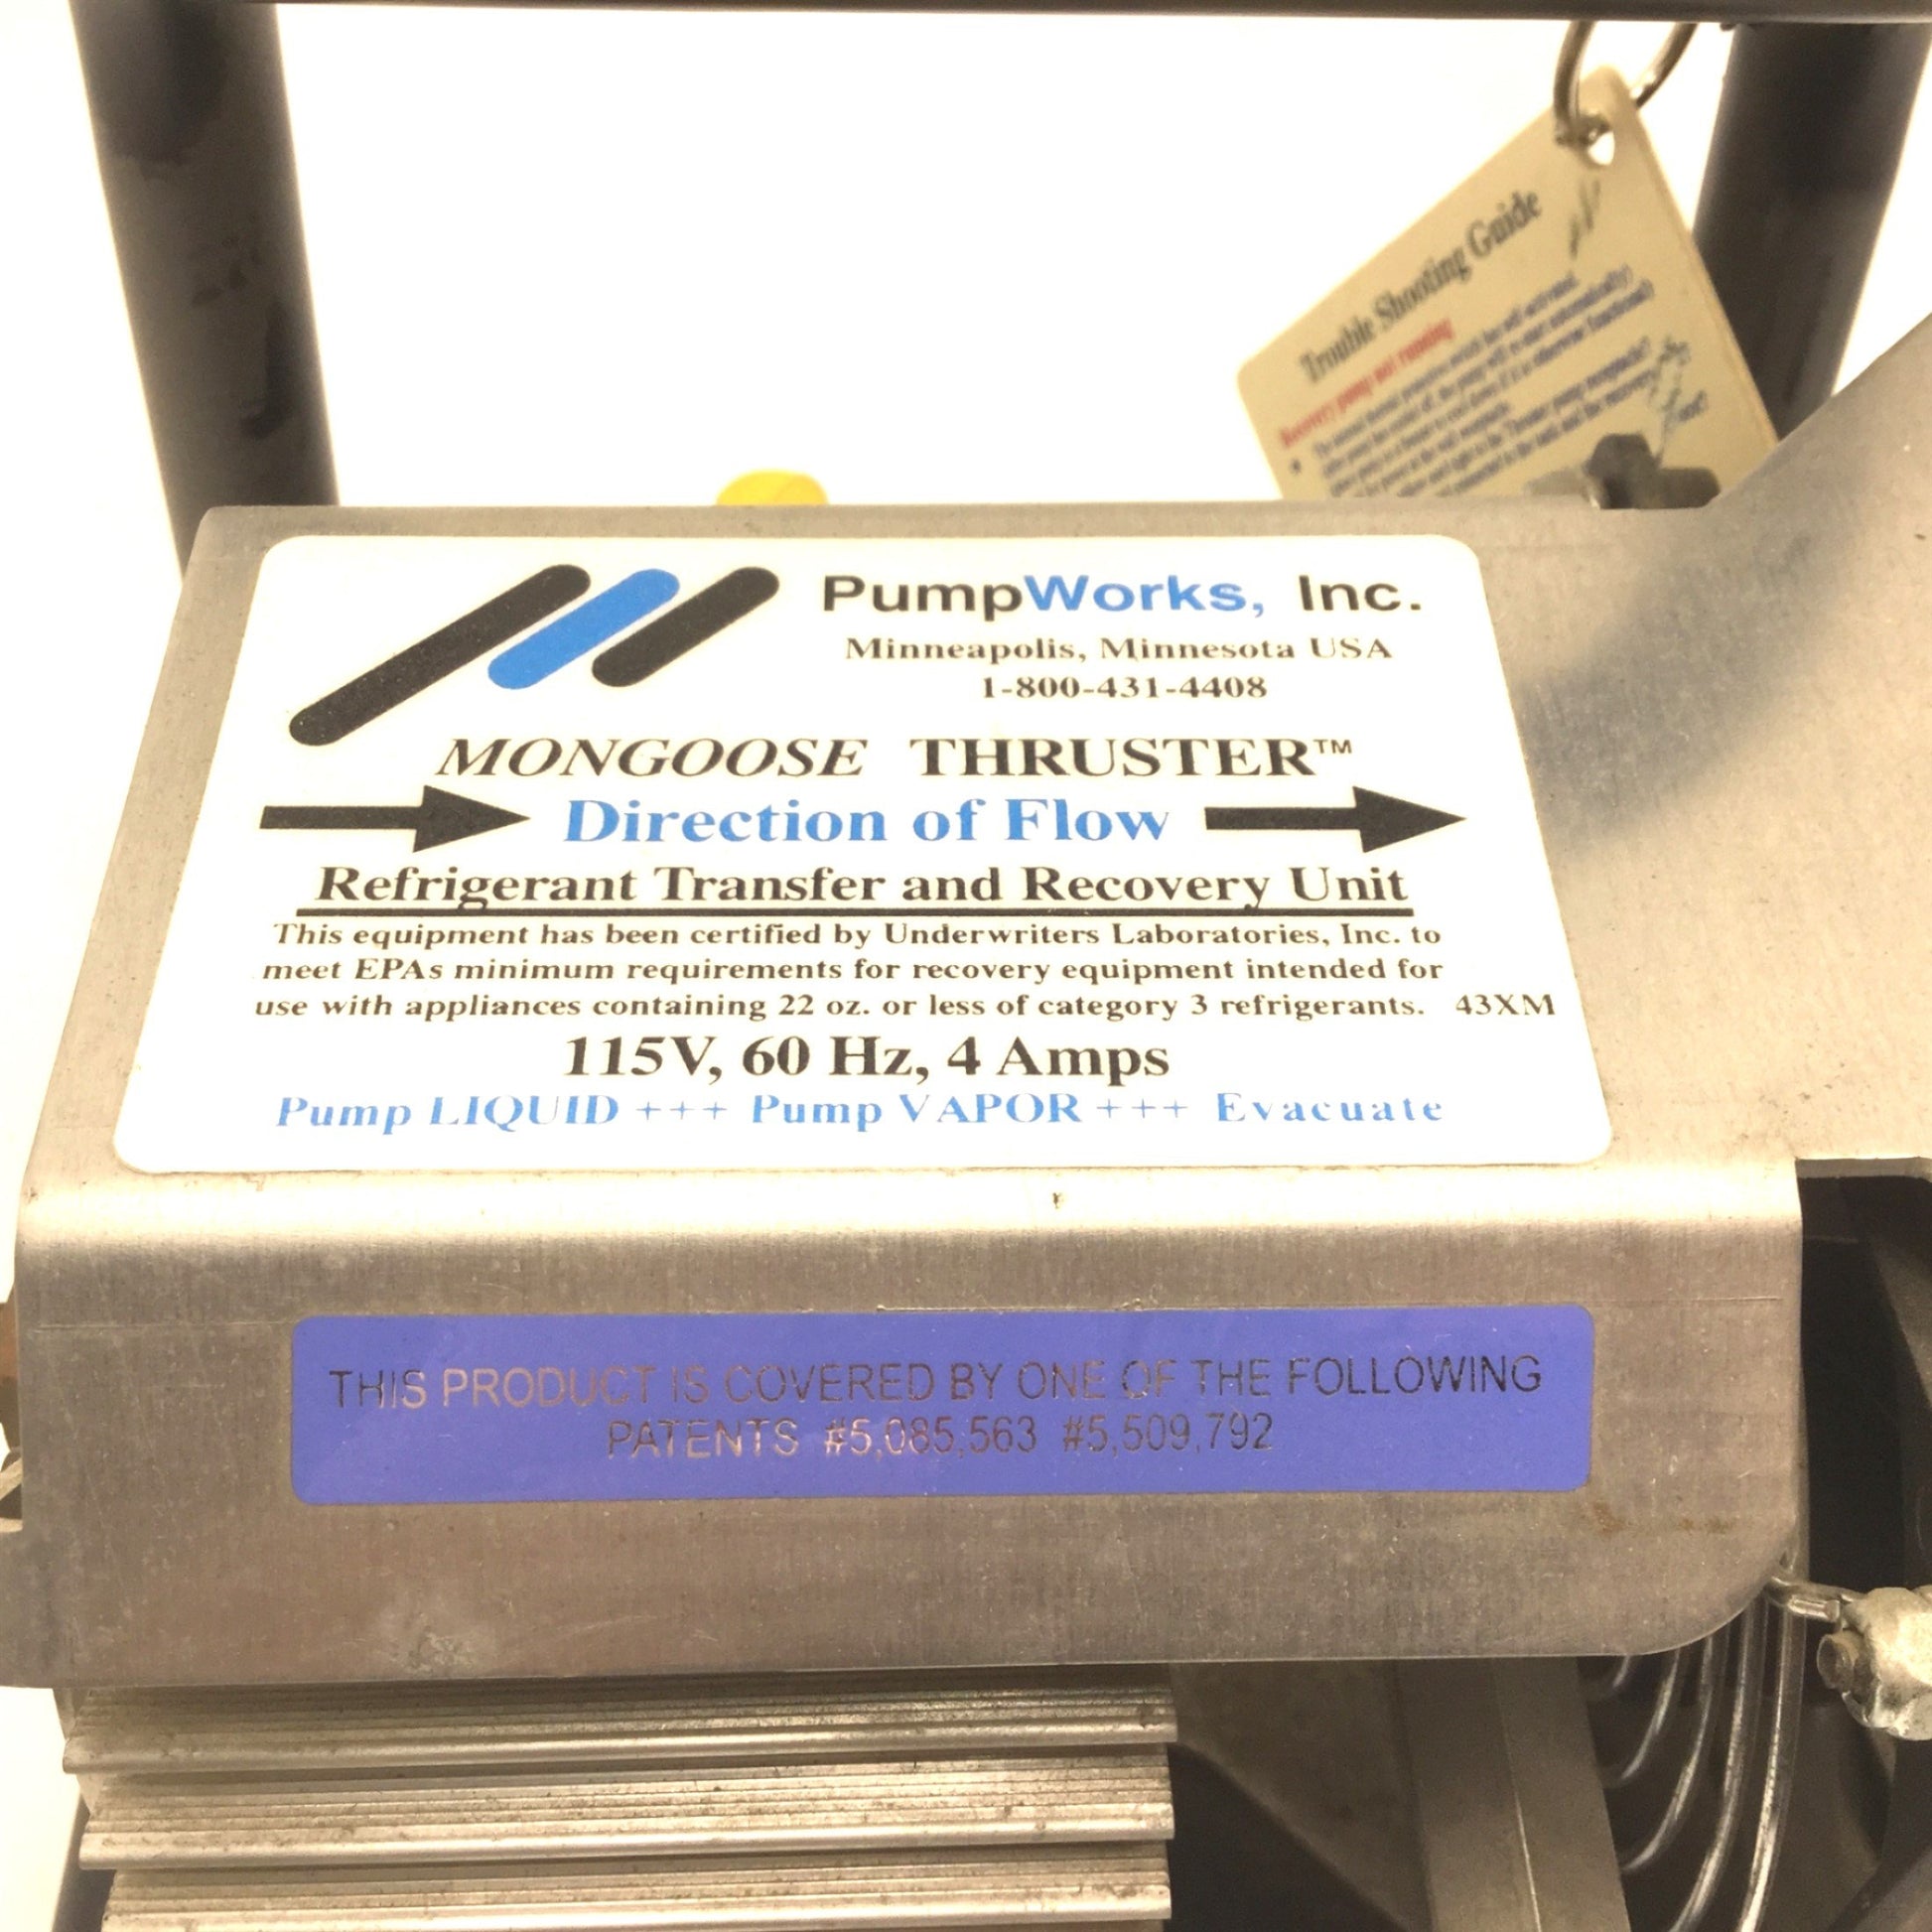 Trouble Shooting Guide
Recovery pump not running
PumpWorks, Inc.
Minneapolis, Minnesota USA
1-800-431-4408
MONGOOSE THRUSTER™
Direction of Flow
Refrigerant Transfer and Recovery Unit
This equipment has been certified by Underwriters Laboratories, Inc. to
meet EPAs minimum requirements for recovery equipment intended for
use with appliances containing 22 oz. or less of category 3 refrigerants. 43XM
115V, 60 Hz, 4 Amps
Pump LIQUID +++ Pump VAPOR +++ Evacuate
THIS PRODUCT IS COVERED BY ONE OF THE FOLLOWING
PATENTS #5,085,563 #5,509,792